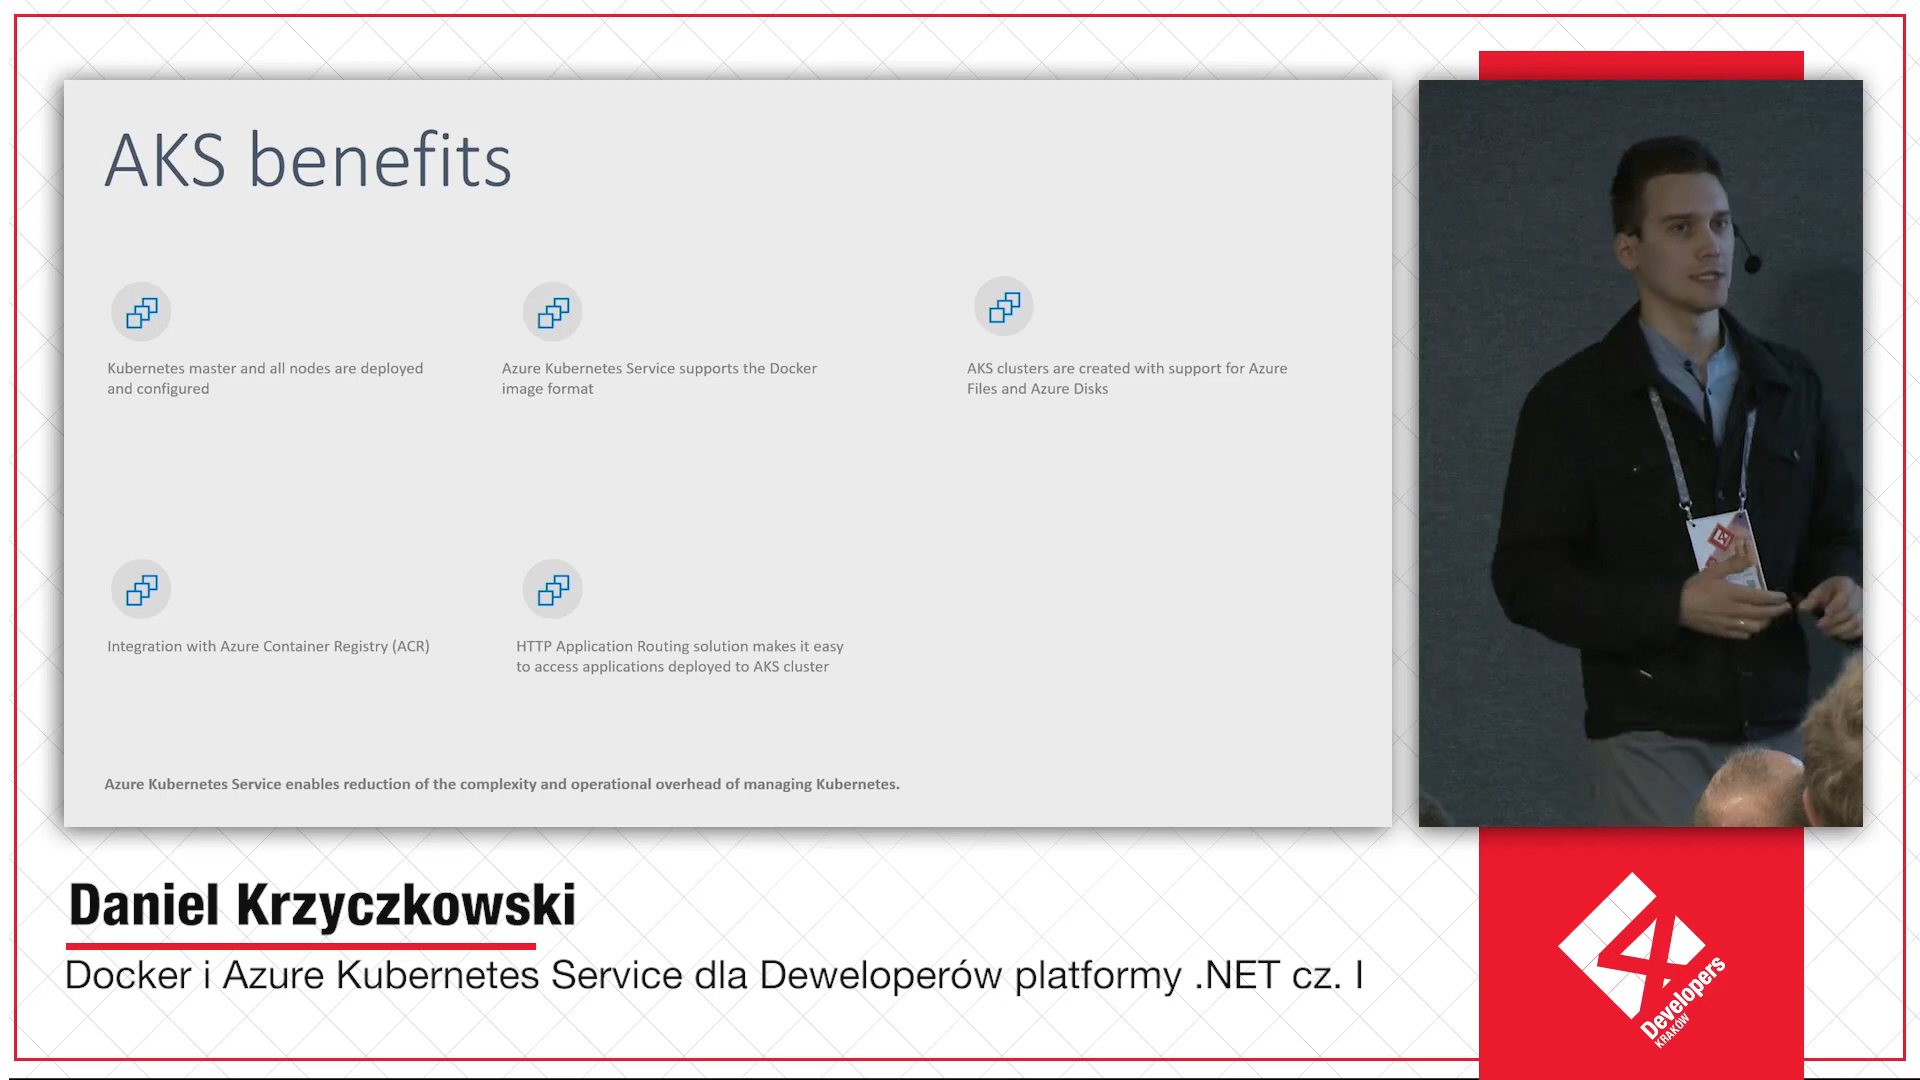 AKS benefits
Kubernetes master and all nodes are deployed
and configured
Azure Kubernetes Service supports the Docker
image format
AKS clusters are created with support for Azure
Files and Azure Disks
Integration with Azure Container Registry (ACR)
HTTP Application Routing solution makes it easy
to access applications deployed to AKS cluster
Azure Kubernetes Service enables reduction of the complexity and operational overhead of managing Kubernetes.
Daniel Krzyczkowski
Docker i Azure Kubernetes Service dla Deweloperów platformy .NET cz. I
4
Developers
KRAKÓW